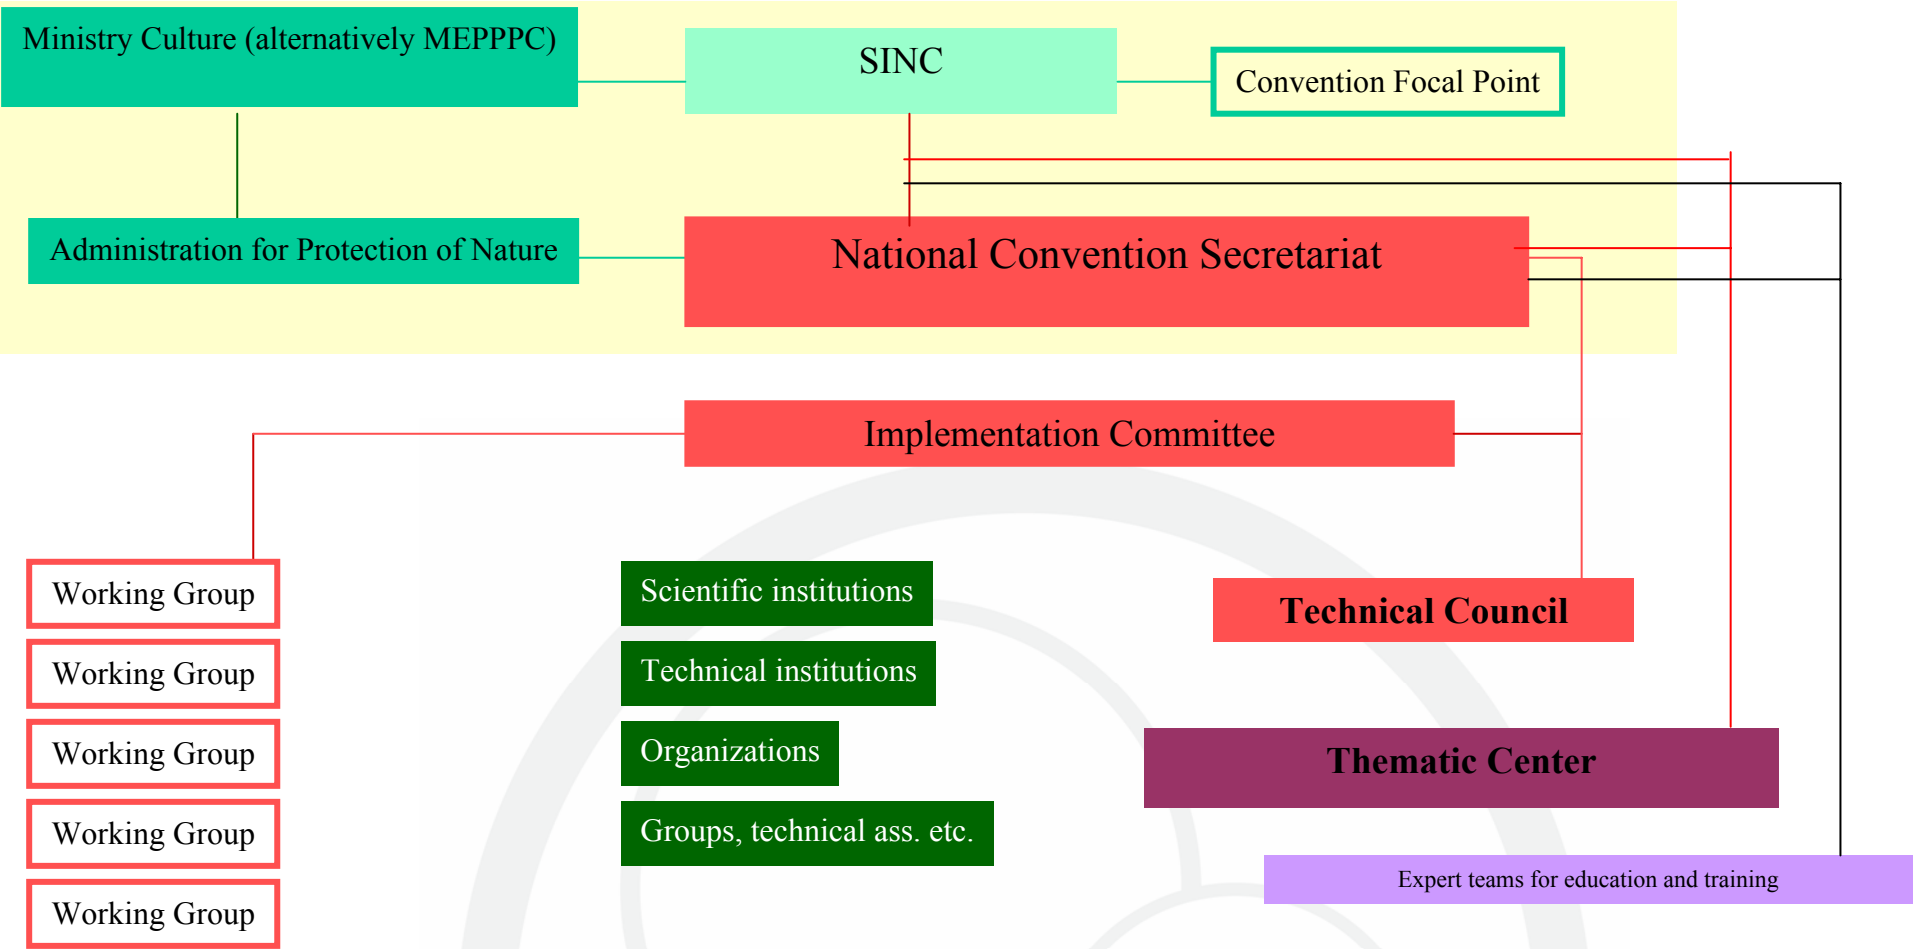 Ministry Culture (alternatively MEPPPC)
SINC
Convention Focal Point
Administration for Protection of Nature
National Convention Secretariat
Implementation Committee
Working Group
Working Group
Working Group
Working Group
Working Group
Scientific institutions
Technical institutions
Organizations
Groups, technical ass. etc.
Technical Council
Thematic Center
Expert teams for education and training